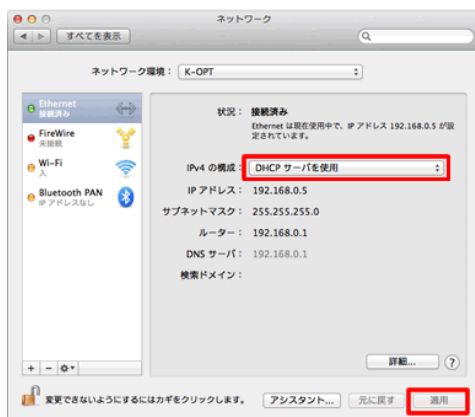 ネットワーク
すべてを表示
ネットワーク環境： K-OPT
Ethernet
接続済み
FireWire
未接続
Wi-Fi
入
Bluetooth PAN
IP アドレスなし
状況： 接続済み
Ethernet は現在使用中で、IP アドレス 192.168.0.5 が設
定されています。
IPv4 の構成： DHCP サーバを使用
IP アドレス： 192.168.0.5
サブネットマスク： 255.255.255.0
ルーター： 192.168.0.1
DNS サーバ： 192.168.0.1
検索ドメイン：
詳細... ?
+ −
変更できないようにするにはカギをクリックします。 アシスタント... 元に戻す 適用